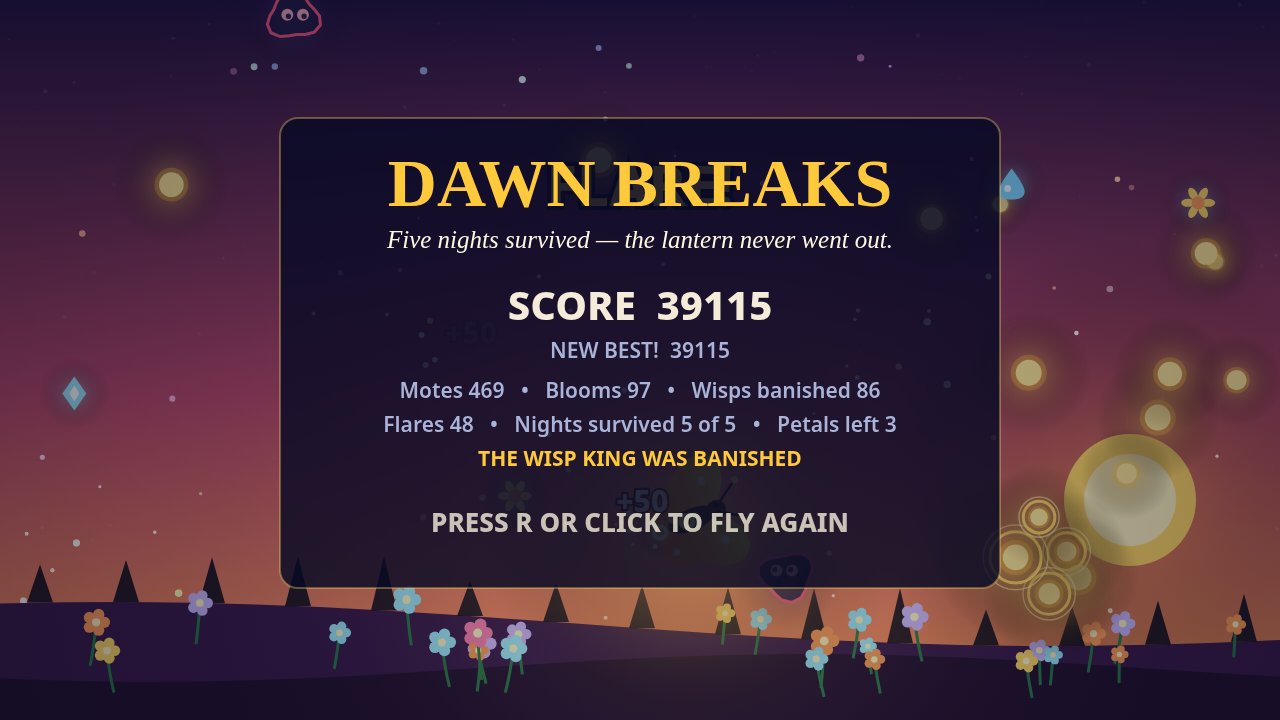 DAWN BREAKS
Five nights survived — the lantern never went out.
SCORE 39115
+50
NEW BEST! 39115
Motes 469 • Blooms 97 • Wisps banished 86
Flares 48 • Nights survived 5 of 5 • Petals left 3
THE WISP KING WAS BANISHED
+50
PRESS R OR CLICK TO FLY AGAIN